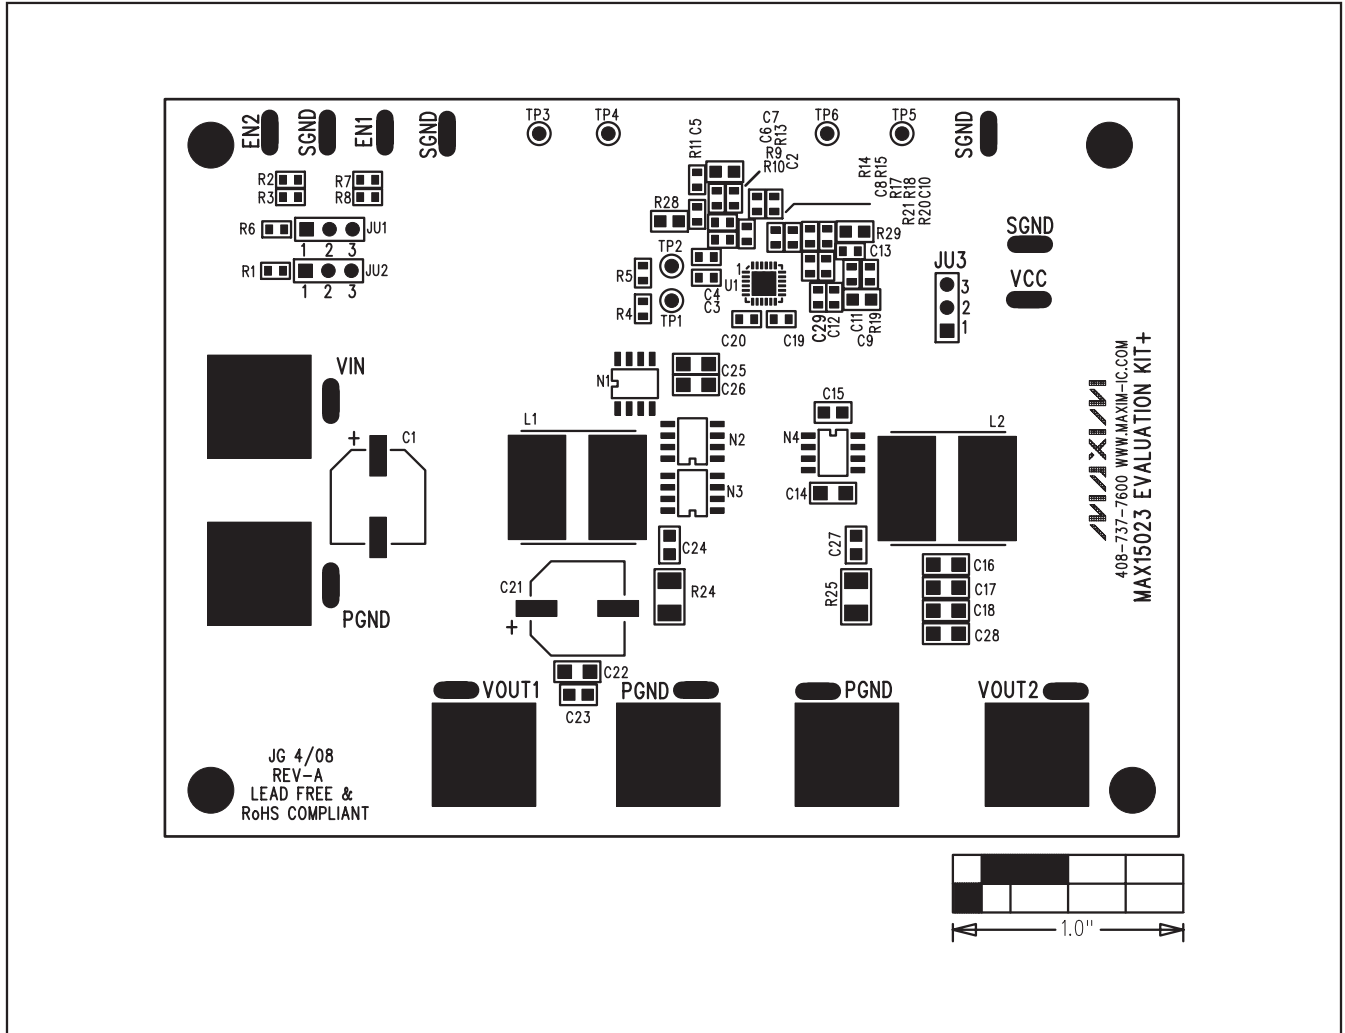 EN2
SGND
EN1
SGND
TP3
TP4
C7
C6
R13
R9
R10
C2
R11 C5
TP6
TP5
SGND
R14
R15
C8
R17
R18
C10
R21
R20
R2
R3
R7
R8
R6
JU1
1 2 3
R1
JU2
1 2 3
R28
TP2
R5
R4
TP1
1
U1
C4
C3
C20
C19
R29
C13
C29
C12
C11
C9
R19
SGND
VCC
JU3
3
2
1
VIN
+
C1
PGND
N1
C25
C26
L1
N2
N3
C15
N4
C14
L2
C24
R24
C27
R25
C16
C17
C18
C28
C21
+
C22
C23
MAXIM
408-737-7600 WWW.MAXIM-IC.COM
MAX15023 EVALUATION KIT+
VOUT1
PGND
PGND
VOUT2
JG 4/08
REV-A
LEAD FREE &
RoHS COMPLIANT
1.0"